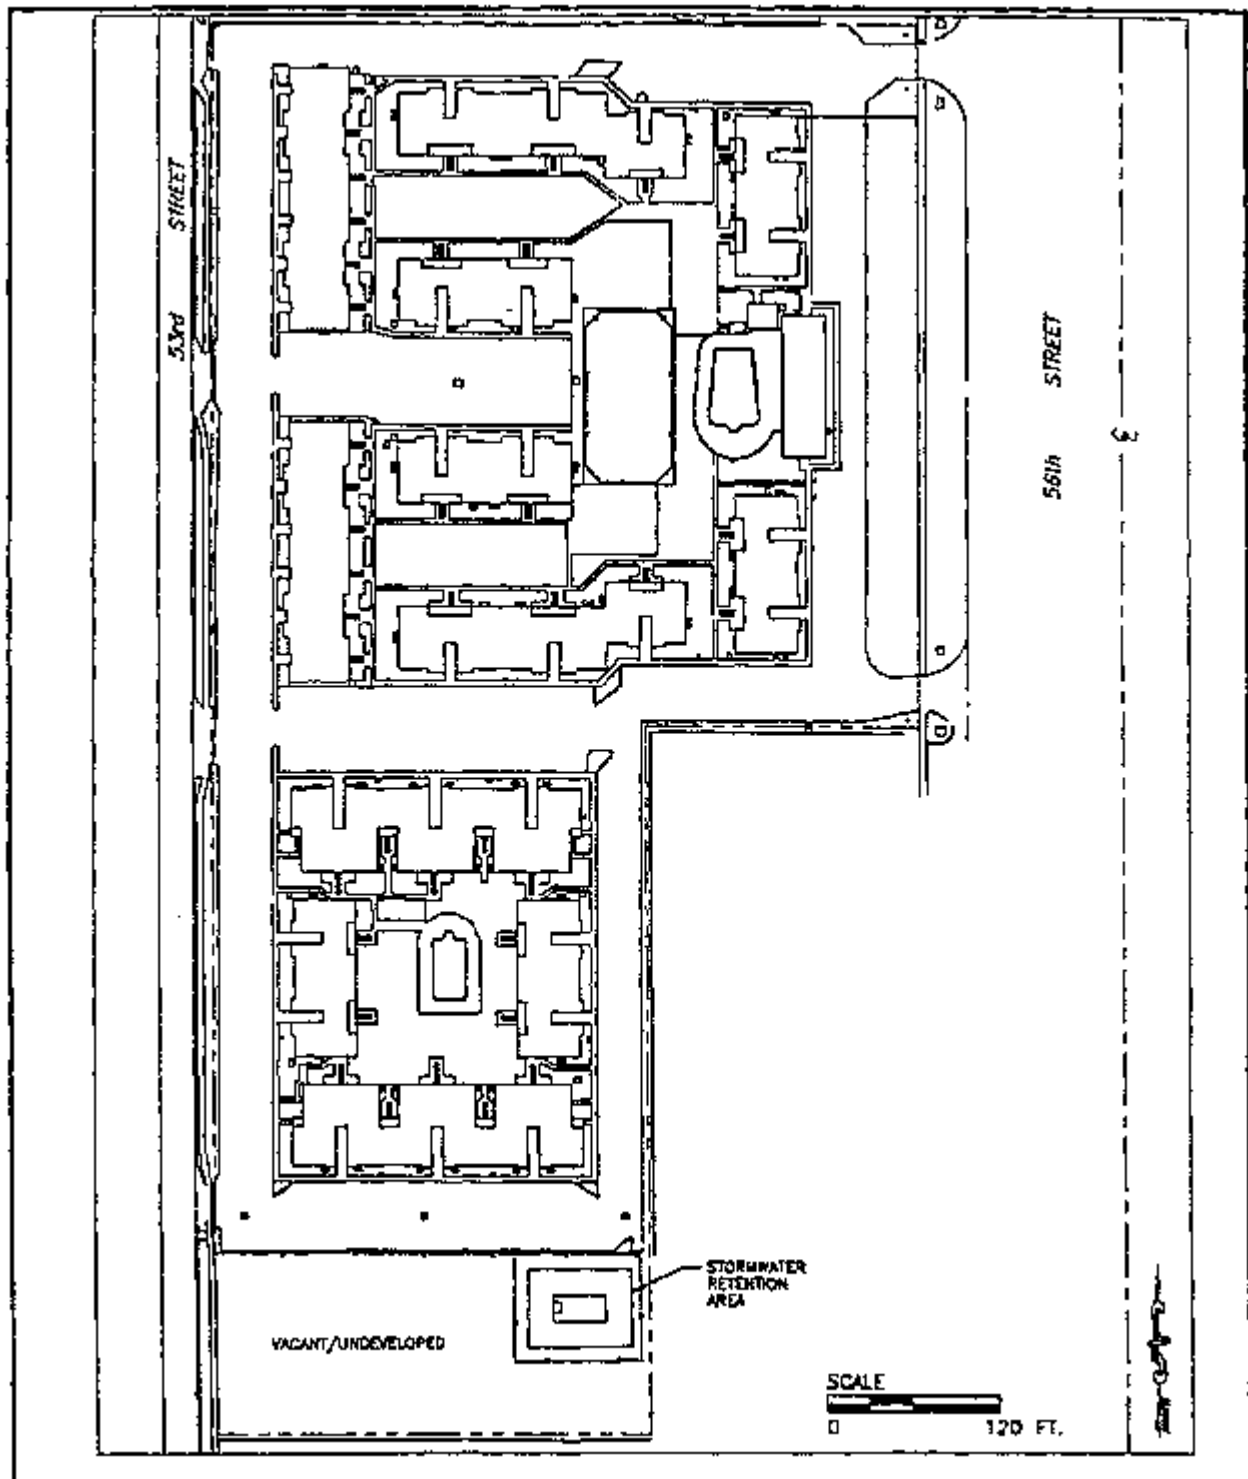 53rd STREET
56th STREET
STORMWATER
RETENTION
AREA
VACANT/UNDEVELOPED
SCALE
0 120 FT.